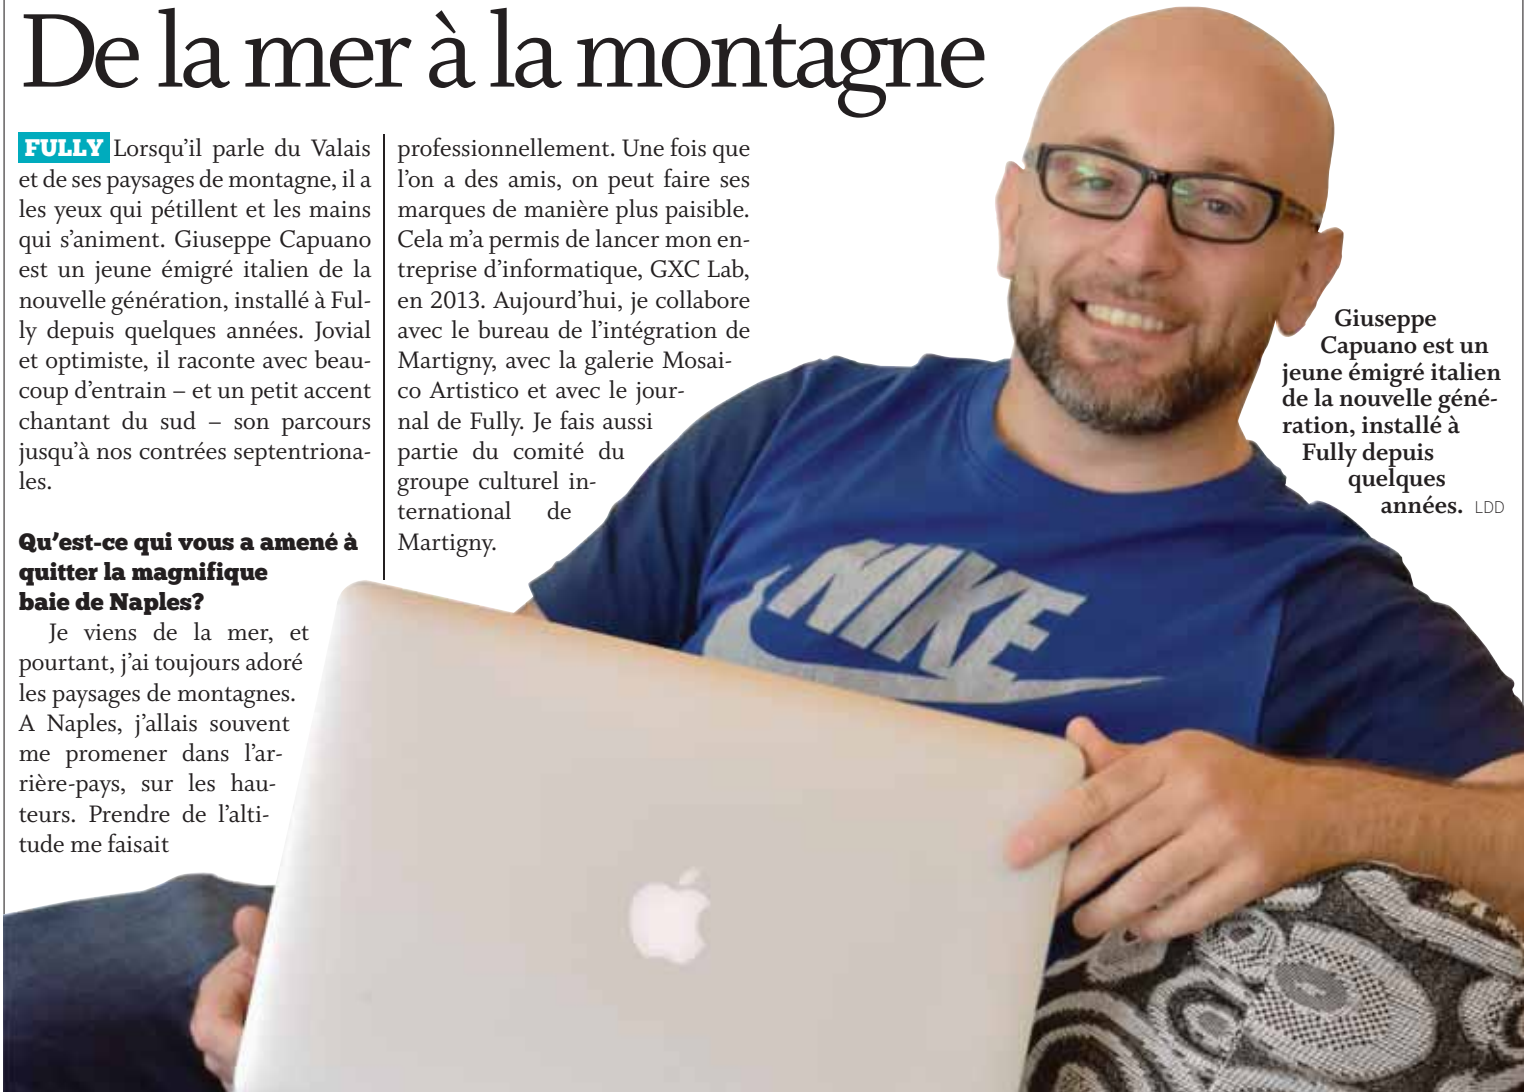 De la mer à la montagne
FULLY Lorsqu'il parle du Valais
et de ses paysages de montagne, il a
les yeux qui pétillent et les mains
qui s'animent. Giuseppe Capuano
est un jeune émigré italien de la
nouvelle génération, installé à Ful-
ly depuis quelques années. Jovial
et optimiste, il raconte avec beau-
coup d'entrain – et un petit accent
chantant du sud – son parcours
jusqu'à nos contrées septentriona-
les.
Qu'est-ce qui vous a amené à
quitter la magnifique
baie de Naples?
Je viens de la mer, et
pourtant, j'ai toujours adoré
les paysages de montagnes.
A Naples, j'allais souvent
me promener dans l'ar-
rière-pays, sur les hau-
teurs. Prendre de l'alti-
tude me faisait
professionnellement. Une fois que
l'on a des amis, on peut faire ses
marques de manière plus paisible.
Cela m'a permis de lancer mon en-
treprise d'informatique, GXC Lab,
en 2013. Aujourd'hui, je collabore
avec le bureau de l'intégration de
Martigny, avec la galerie Mosai-
co Artistico et avec le jour-
nal de Fully. Je fais aussi
partie du comité du
groupe culturel in-
ternational de
Martigny.
Giuseppe
Capuano est un
jeune émigré italien
de la nouvelle géné-
ration, installé à
Fully depuis
quelques
années. LDD
NIKE